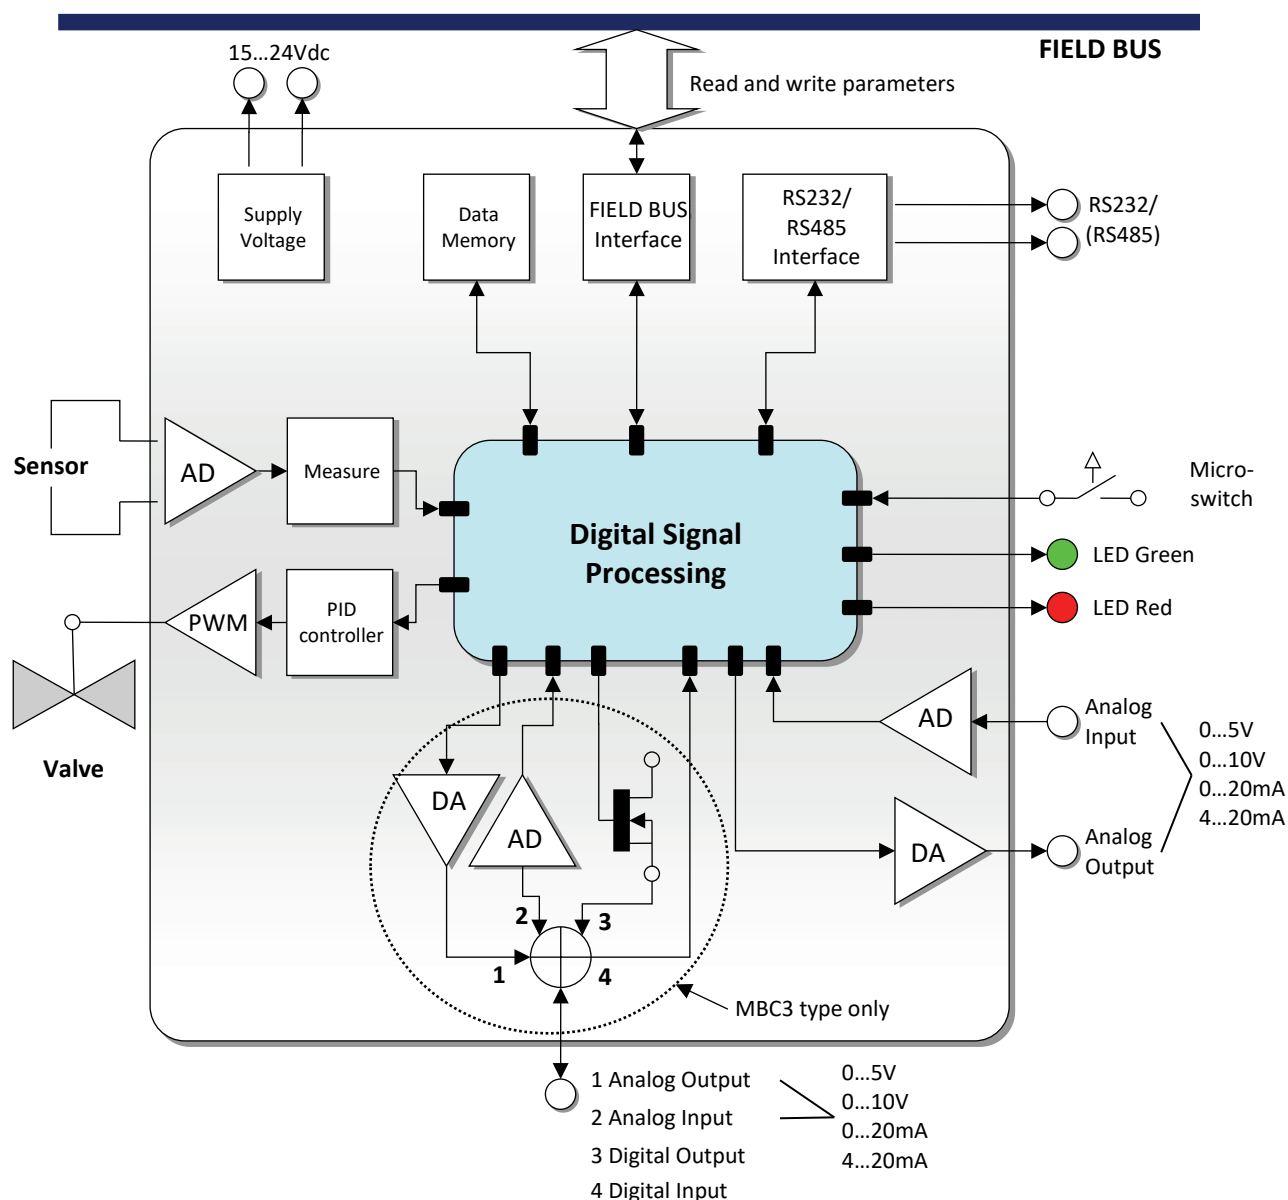 FIELD BUS
15...24Vdc
Read and write parameters
Supply
Voltage
Data
Memory
FIELD BUS
Interface
RS232/
RS485
Interface
RS232/
(RS485)
Sensor
AD
Measure
Micro-
switch
Digital Signal
Processing
LED Green
LED Red
PWM
PID
controller
Valve
AD
Analog
Input
0...5V
0...10V
0...20mA
4...20mA
DA
AD
DA
Analog
Output
2
3
1
4
MBC3 type only
1 Analog Output
2 Analog Input
3 Digital Output
4 Digital Input
0...5V
0...10V
0...20mA
4...20mA